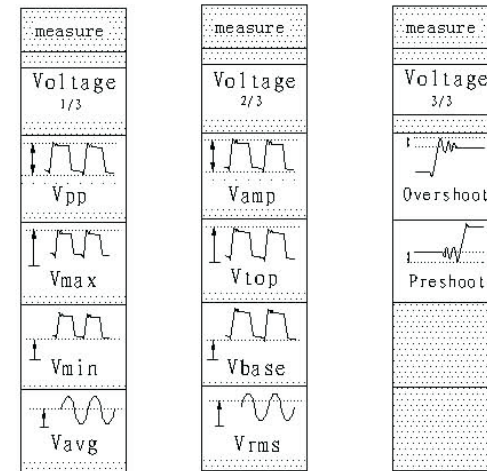 measure
Voltage
1/3
Vpp
Vmax
Vmin
Vavg
measure
Voltage
2/3
Vamp
Vtop
Vbase
Vrms
measure
Voltage
3/3
Overshoot
Preshoot